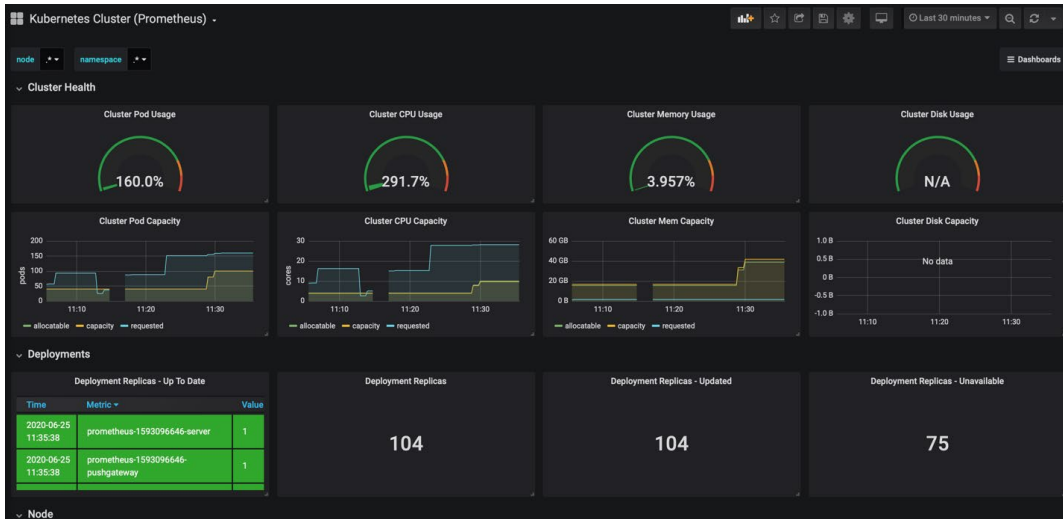 Kubernetes Cluster (Prometheus)
Last 30 minutes
node .*
namespace .*
Dashboards
Cluster Health
Cluster Pod Usage
160.0%
Cluster CPU Usage
291.7%
Cluster Memory Usage
3.957%
Cluster Disk Usage
N/A
Cluster Pod Capacity
200
150
100
50
0
pods
11:10 11:20 11:30
allocatable capacity requested
Cluster CPU Capacity
30
20
10
0
cores
11:10 11:20 11:30
allocatable capacity requested
Cluster Mem Capacity
60 GB
40 GB
20 GB
0 B
11:10 11:20 11:30
allocatable capacity requested
Cluster Disk Capacity
1.0 B
0.5 B
0 B
-0.5 B
-1.0 B
No data
11:10 11:20 11:30
Deployments
Deployment Replicas - Up To Date
Time Metric Value
2020-06-25 11:35:38 prometheus-1593096646-server 1
2020-06-25 11:35:38 prometheus-1593096646-pushgateway 1
Deployment Replicas
104
Deployment Replicas - Updated
104
Deployment Replicas - Unavailable
75
Node